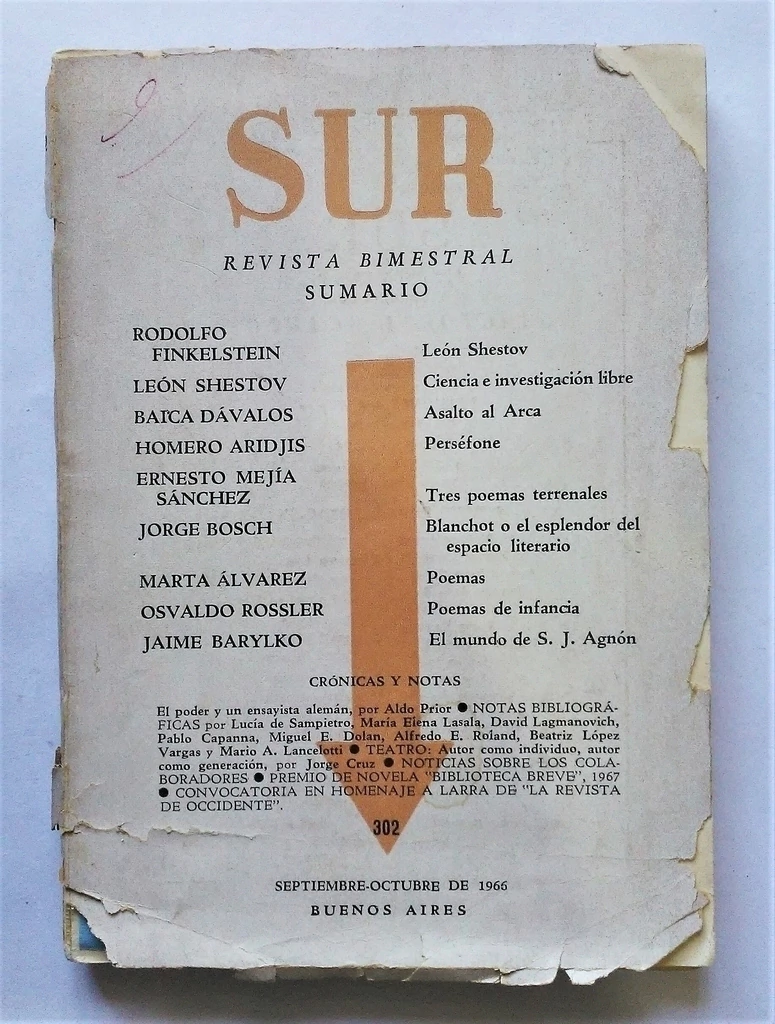 SUR
REVISTA BIMESTRAL
SUMARIO
RODOLFO
FINKELSTEIN León Shestov
LEÓN SHESTOV Ciencia e investigación libre
BAICA DÁVALOS Asalto al Arca
HOMERO ARIDJIS Perséfone
ERNESTO MEJÍA
SÁNCHEZ Tres poemas terrenales
JORGE BOSCH Blanchot o el esplendor del
espacio literario
MARTA ÁLVAREZ Poemas
OSVALDO ROSSLER Poemas de infancia
JAIME BARYLKO El mundo de S. J. Agnón
CRÓNICAS Y NOTAS
El poder y un ensayista alemán, por Aldo Prior ● NOTAS BIBLIOGRÁ-
FICAS por Lucía de Sampietro, María Elena Lasala, David Lagmanovich,
Pablo Capanna, Miguel E. Dolan, Alfredo E. Roland, Beatriz López
Vargas y Mario A. Lancelotti ● TEATRO: Autor como individuo, autor
como generación, por Jorge Cruz ● NOTICIAS SOBRE LOS COLA-
BORADORES ● PREMIO DE NOVELA "BIBLIOTECA BREVE", 1967
● CONVOCATORIA EN HOMENAJE A LARRA DE "LA REVISTA
DE OCCIDENTE".
302
SEPTIEMBRE-OCTUBRE DE 1966
BUENOS AIRES